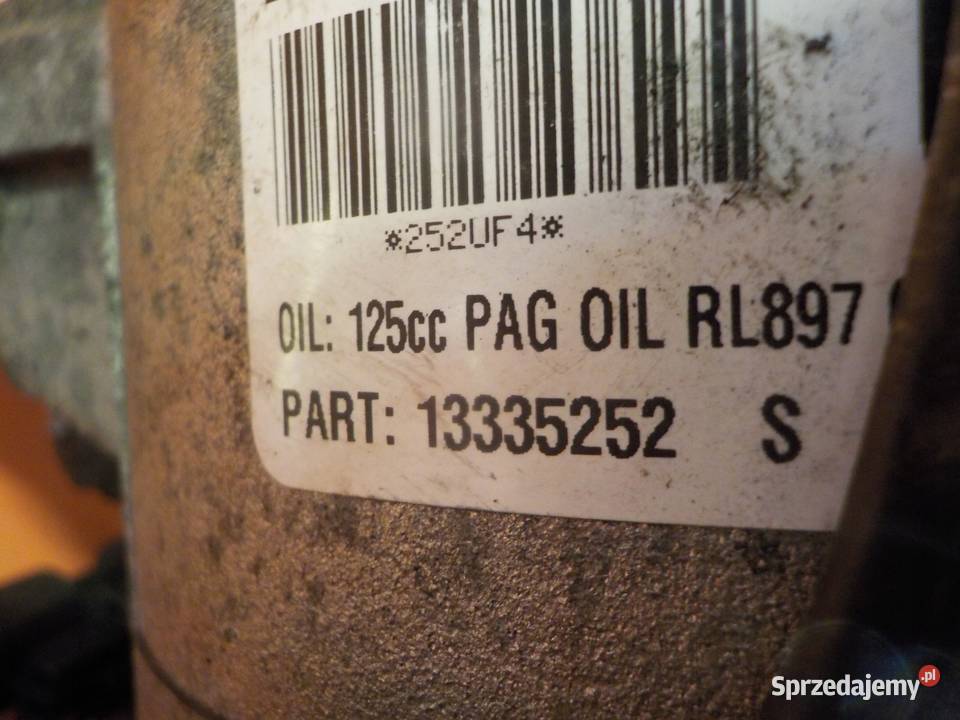 *252UF4*
OIL: 125cc PAG OIL RL897
PART: 13335252 S
Sprzedajemy.pl